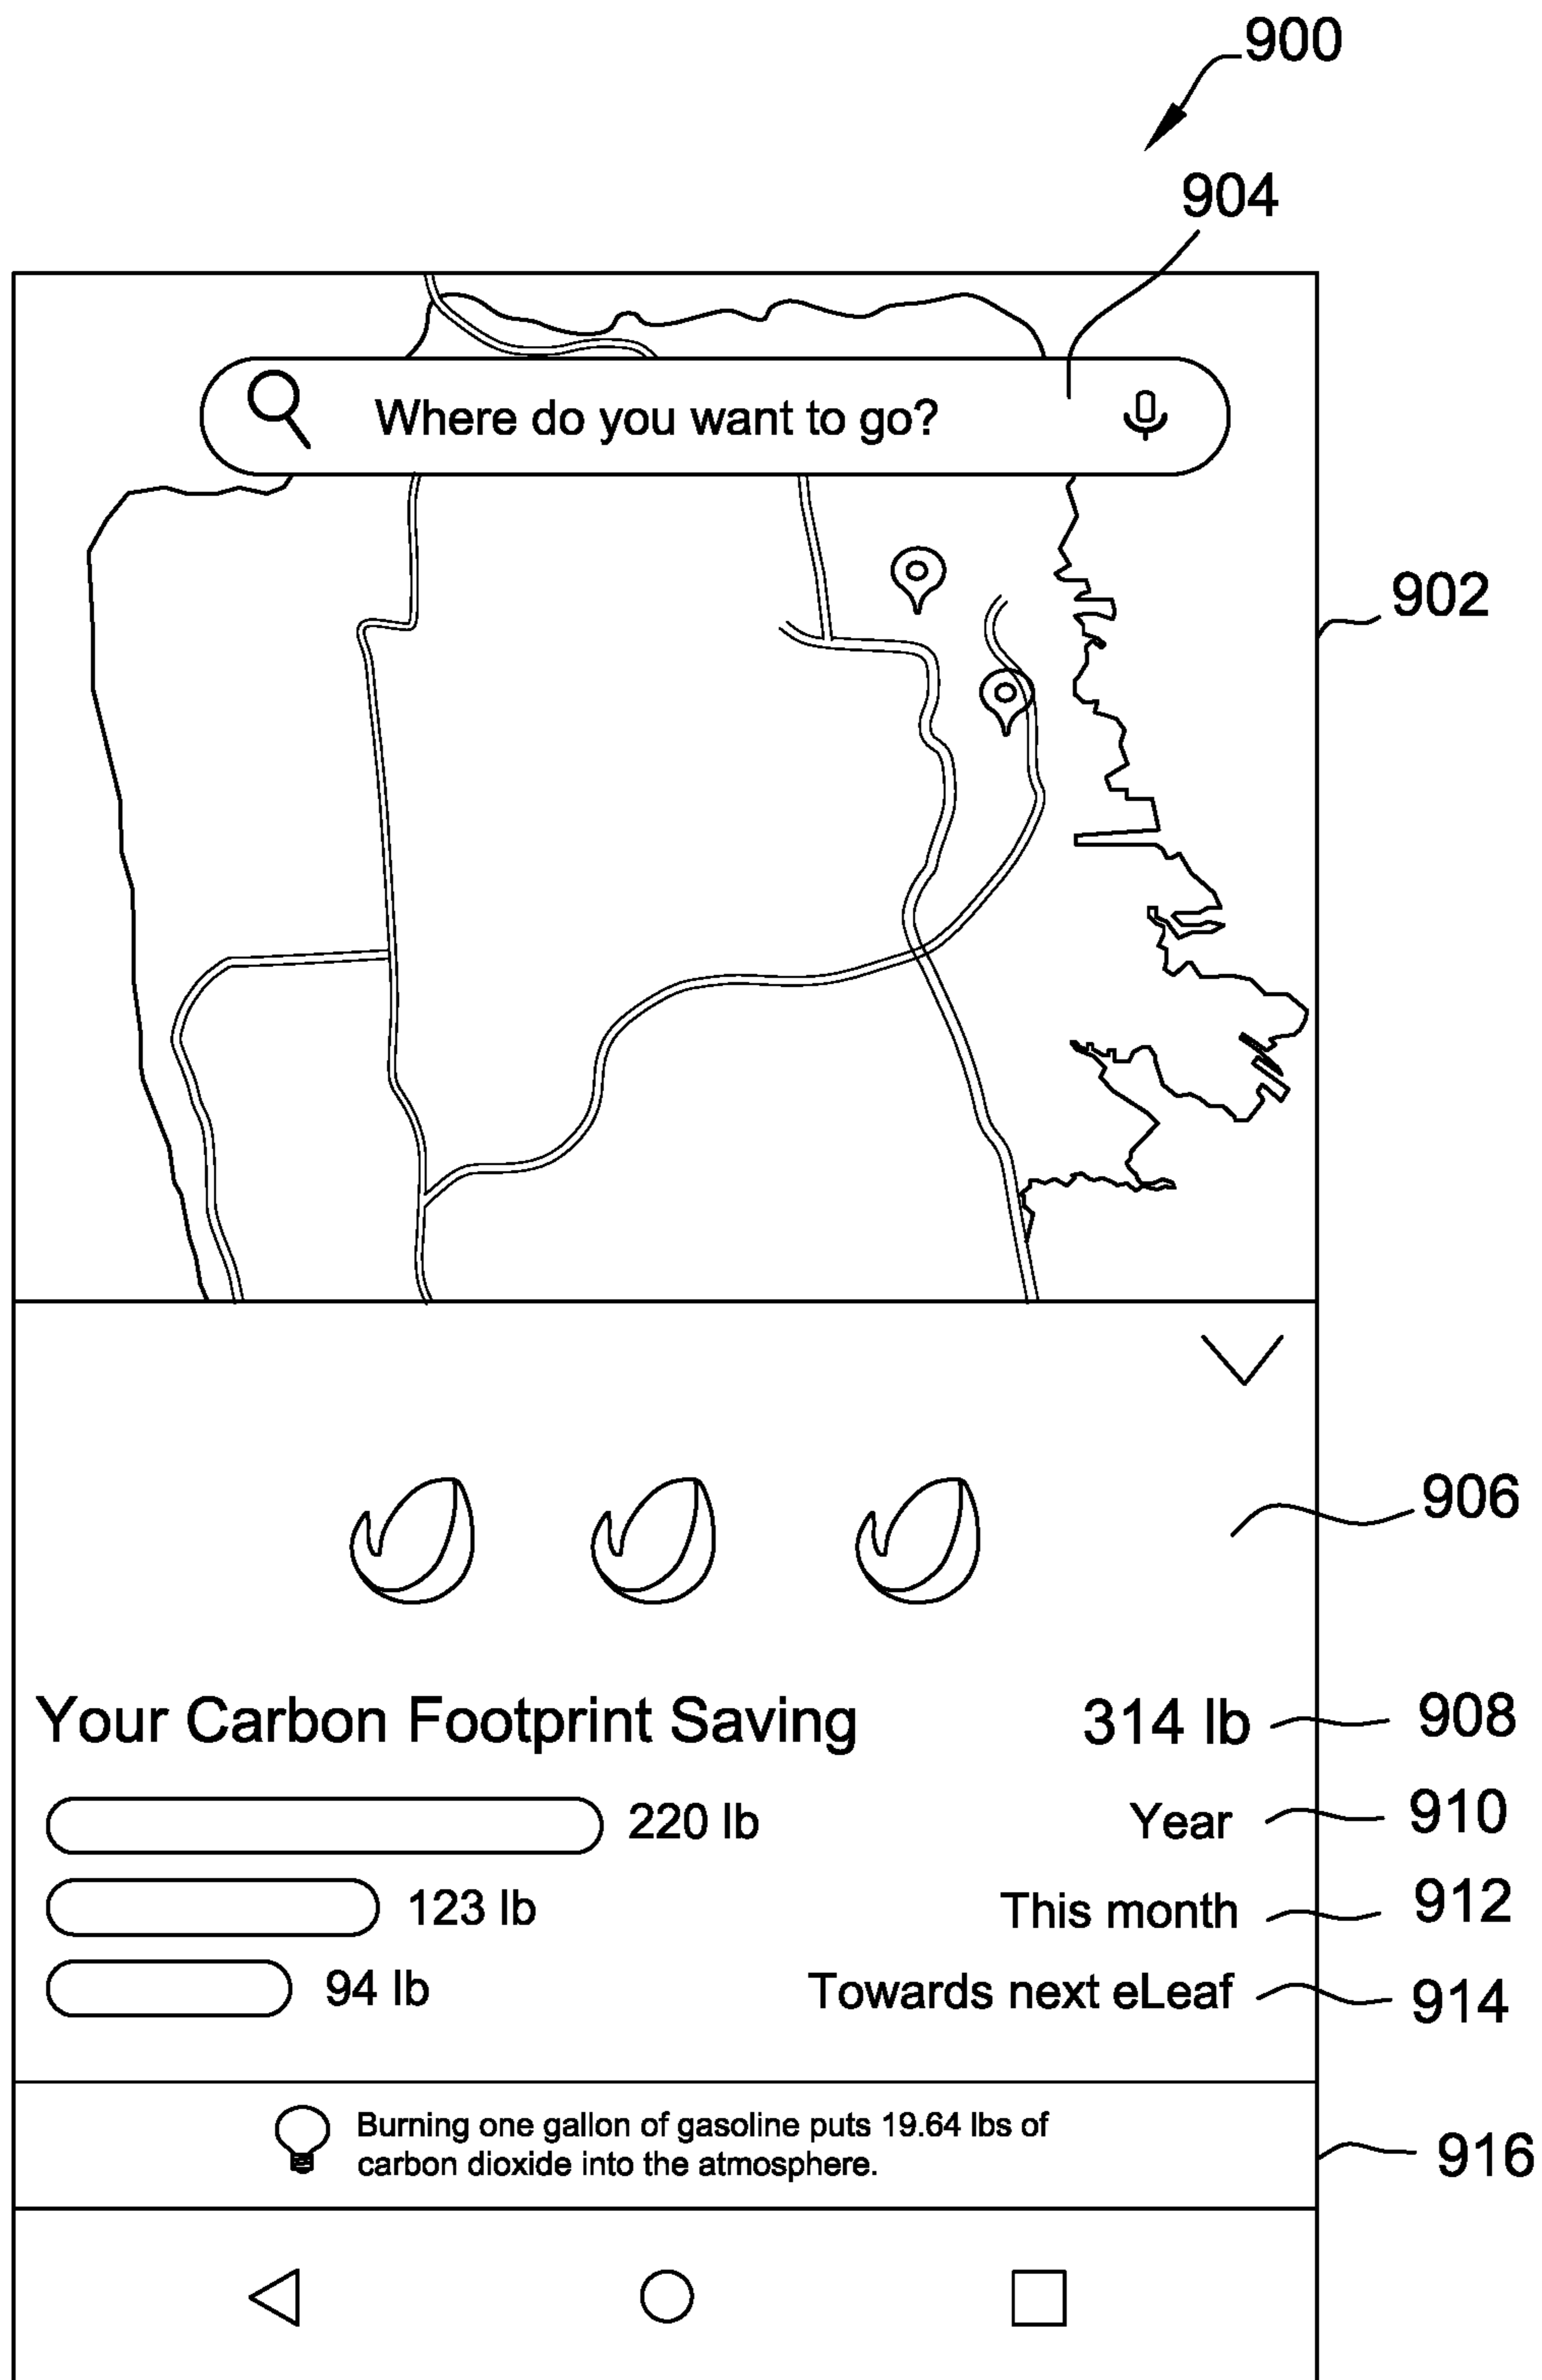 900
904
Where do you want to go?
902
906
Your Carbon Footprint Saving 314 lb 908
220 lb Year 910
123 lb This month 912
94 lb Towards next eLeaf 914
Burning one gallon of gasoline puts 19.64 lbs of
carbon dioxide into the atmosphere.
916